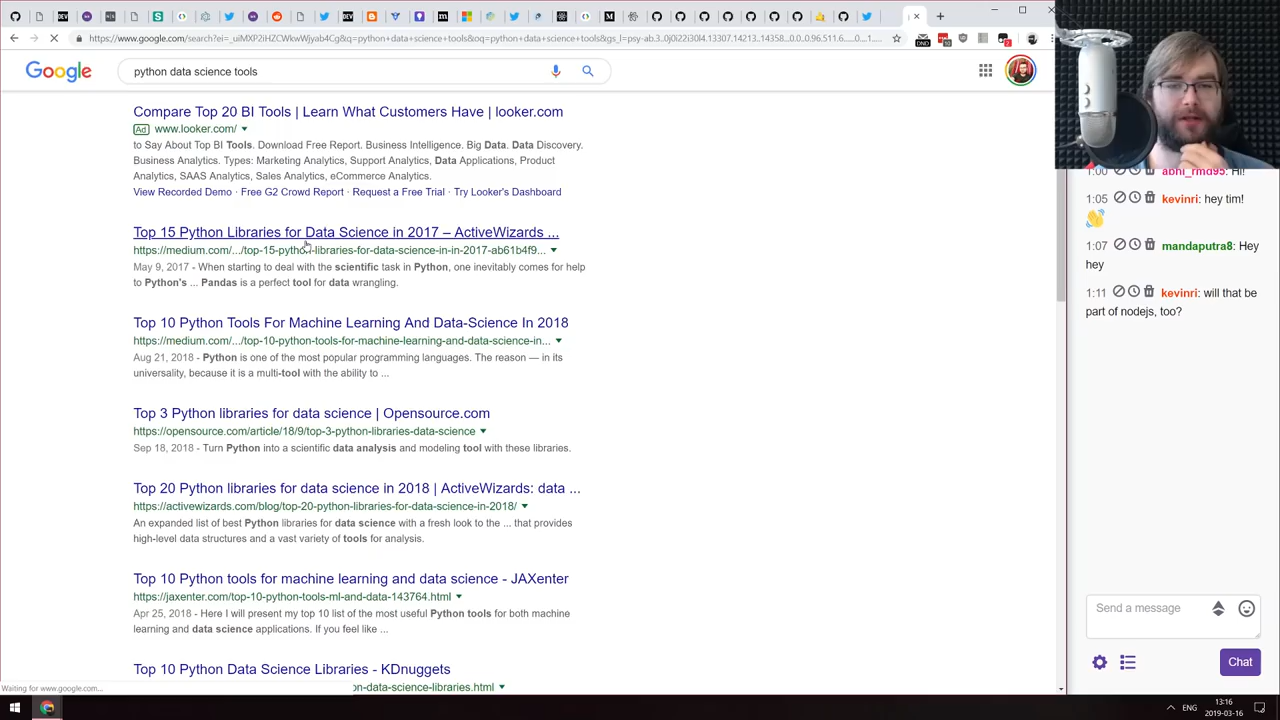 https://www.google.com/search?ei=_uiMXP2iHZCWkwWwjyab4Cg&q=python+data+science+tools&oq=python+data+science+tools&gs_l=psy-ab.3..0j0i22i30l4.13307.14213..14358...0.0..0.96.511.6......0....1....
Google
python data science tools
Compare Top 20 BI Tools | Learn What Customers Have | looker.com
Ad www.looker.com/
to Say About Top BI Tools. Download Free Report. Business Intelligence. Big Data. Data Discovery.
Business Analytics. Types: Marketing Analytics, Support Analytics, Data Applications, Product
Analytics, SAAS Analytics, Sales Analytics, eCommerce Analytics.
View Recorded Demo · Free G2 Crowd Report · Request a Free Trial · Try Looker's Dashboard
Top 15 Python Libraries for Data Science in 2017 – ActiveWizards ...
https://medium.com/.../top-15-python-libraries-for-data-science-in-in-2017-ab61b4f9...
May 9, 2017 - When starting to deal with the scientific task in Python, one inevitably comes for help
to Python's ... Pandas is a perfect tool for data wrangling.
Top 10 Python Tools For Machine Learning And Data-Science In 2018
https://medium.com/.../top-10-python-tools-for-machine-learning-and-data-science-in...
Aug 21, 2018 - Python is one of the most popular programming languages. The reason — in its
universality, because it is a multi-tool with the ability to ...
Top 3 Python libraries for data science | Opensource.com
https://opensource.com/article/18/9/top-3-python-libraries-data-science
Sep 18, 2018 - Turn Python into a scientific data analysis and modeling tool with these libraries.
Top 20 Python libraries for data science in 2018 | ActiveWizards: data ...
https://activewizards.com/blog/top-20-python-libraries-for-data-science-in-2018/
An expanded list of best Python libraries for data science with a fresh look to the ... that provides
high-level data structures and a vast variety of tools for analysis.
Top 10 Python tools for machine learning and data science - JAXenter
https://jaxenter.com/top-10-python-tools-ml-and-data-143764.html
Apr 25, 2018 - Here I will present my top 10 list of the most useful Python tools for both machine
learning and data science applications. If you feel like ...
Top 10 Python Data Science Libraries - KDnuggets
on-data-science-libraries.html
Waiting for www.google.com...
1:00 abhi_rmd95: Hi!
1:05 kevinri: hey tim!
1:07 mandaputra8: Hey
hey
1:11 kevinri: will that be
part of nodejs, too?
Send a message
Chat
ENG
13:16
2019-03-16